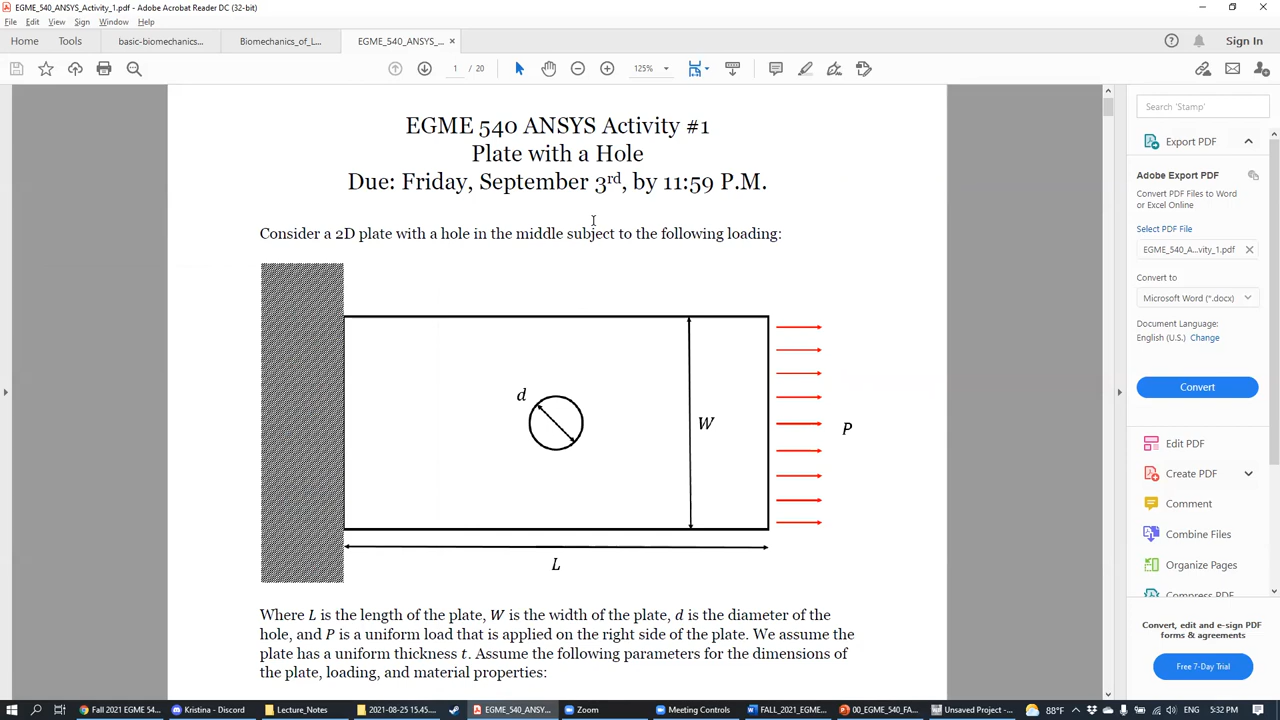 EGME_540_ANSYS_Activity_1.pdf - Adobe Acrobat Reader DC (32-bit)
File Edit View Sign Window Help
Home Tools basic-biomechanics... Biomechanics_of_L... EGME_540_ANSYS_... × Sign In
1 / 20 125%
EGME 540 ANSYS Activity #1
Plate with a Hole
Due: Friday, September 3rd, by 11:59 P.M.
Consider a 2D plate with a hole in the middle subject to the following loading:
d
W
P
L
Where L is the length of the plate, W is the width of the plate, d is the diameter of the
hole, and P is a uniform load that is applied on the right side of the plate. We assume the
plate has a uniform thickness t. Assume the following parameters for the dimensions of
the plate, loading, and material properties:
Search 'Stamp'
Export PDF
Adobe Export PDF
Convert PDF Files to Word
or Excel Online
Select PDF File
EGME_540_A...vity_1.pdf ×
Convert to
Microsoft Word (*.docx)
Document Language:
English (U.S.) Change
Convert
Edit PDF
Create PDF
Comment
Combine Files
Organize Pages
Compress PDF
Convert, edit and e-sign PDF
forms & agreements
Free 7-Day Trial
Fall 2021 EGME 54... Kristina - Discord Lecture_Notes 2021-08-25 15.45.... EGME_540_ANSY... Zoom Meeting Controls FALL_2021_EGME... 00_EGME_540_FA... Unsaved Project -... 88°F 5:32 PM